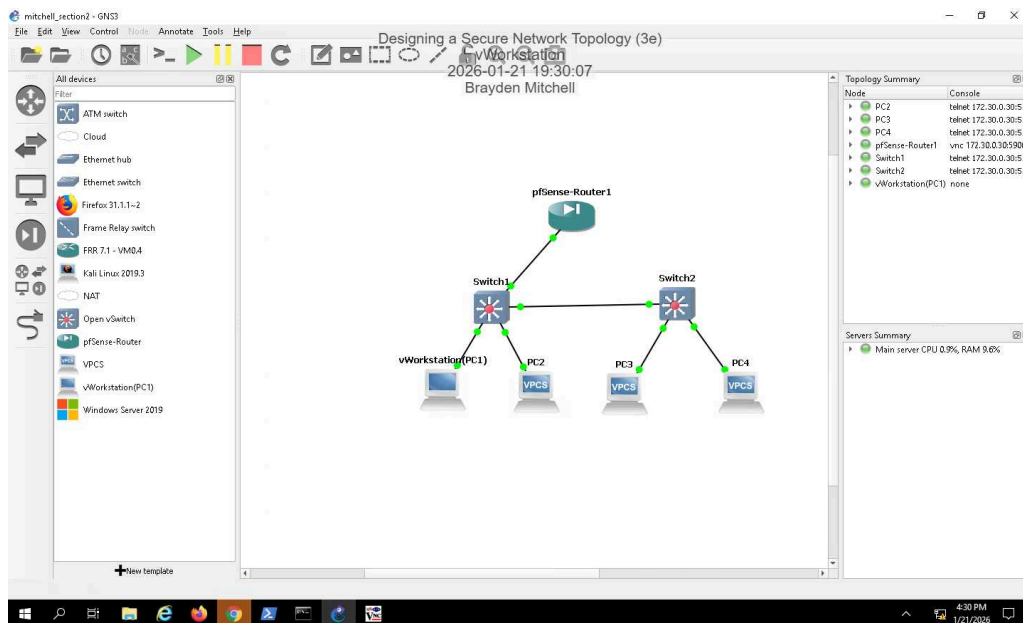 mitchell_section2 - GNS3
File Edit View Control Node Annotate Tools Help
Designing a Secure Network Topology (3e)
vWorkstation
2026-01-21 19:30:07
Brayden Mitchell
All devices
Filter
ATM switch
Cloud
Ethernet hub
Ethernet switch
Firefox 31.1.1~2
Frame Relay switch
FRR 7.1 - VM0.4
Kali Linux 2019.3
NAT
Open vSwitch
pfSense-Router
VPCS
vWorkstation(PC1)
Windows Server 2019
New template
pfSense-Router1
Switch1
Switch2
vWorkstation(PC1)
PC2
PC3
PC4
VPCS
VPCS
VPCS
Topology Summary
Node Console
PC2 telnet 172.30.0.30:5
PC3 telnet 172.30.0.30:5
PC4 telnet 172.30.0.30:5
pfSense-Router1 vnc 172.30.0.30:590
Switch1 telnet 172.30.0.30:5
Switch2 telnet 172.30.0.30:5
vWorkstation(PC1) none
Servers Summary
Main server CPU 0.9%, RAM 9.6%
4:30 PM
1/21/2026